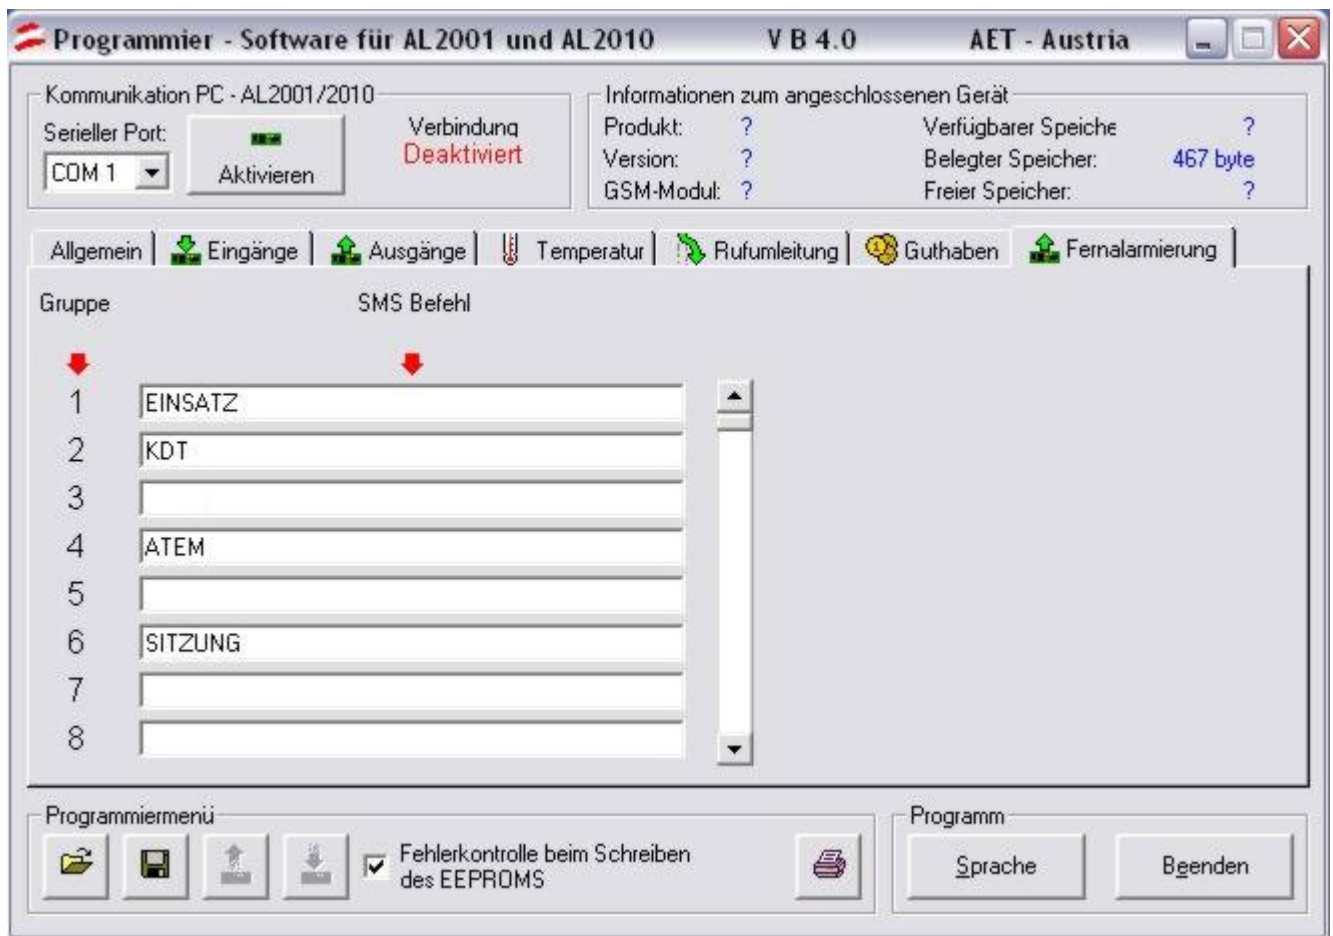 Programmier - Software für AL2001 und AL2010 V B 4.0 AET - Austria
Kommunikation PC - AL2001/2010
Serieller Port:
COM 1
Aktivieren
Verbindung
Deaktiviert
Informationen zum angeschlossenen Gerät
Produkt: ? Verfügbarer Speiche ?
Version: ? Belegter Speicher: 467 byte
GSM-Modul: ? Freier Speicher: ?
Allgemein Eingänge Ausgänge Temperatur Rufumleitung Guthaben Fernalarmierung
Gruppe SMS Befehl
1 EINSATZ
2 KDT
3
4 ATEM
5
6 SITZUNG
7
8
Programmiermenü
Fehlerkontrolle beim Schreiben
des EEPROMS
Programm
Sprache Beenden